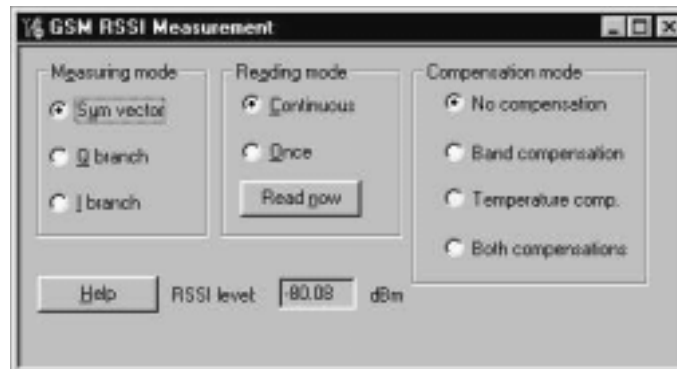 GSM RSSI Measurement
Measuring mode
Sym vector
Q branch
I branch
Reading mode
Continuous
Once
Read now
Compensation mode
No compensation
Band compensation
Temperature comp.
Both compensations
Help
RSSI level: -80.08 dBm